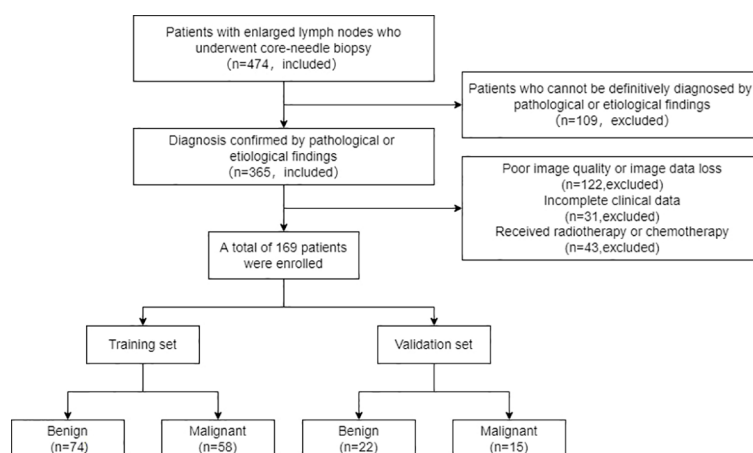 Patients with enlarged lymph nodes who
underwent core-needle biopsy
(n=474, included)
Patients who cannot be definitively diagnosed by
pathological or etiological findings
(n=109, excluded)
Diagnosis confirmed by pathological or
etiological findings
(n=365, included)
Poor image quality or image data loss
(n=122,excluded)
Incomplete clinical data
(n=31,excluded)
Received radiotherapy or chemotherapy
(n=43,excluded)
A total of 169 patients
were enrolled
Training set
Validation set
Benign
(n=74)
Malignant
(n=58)
Benign
(n=22)
Malignant
(n=15)